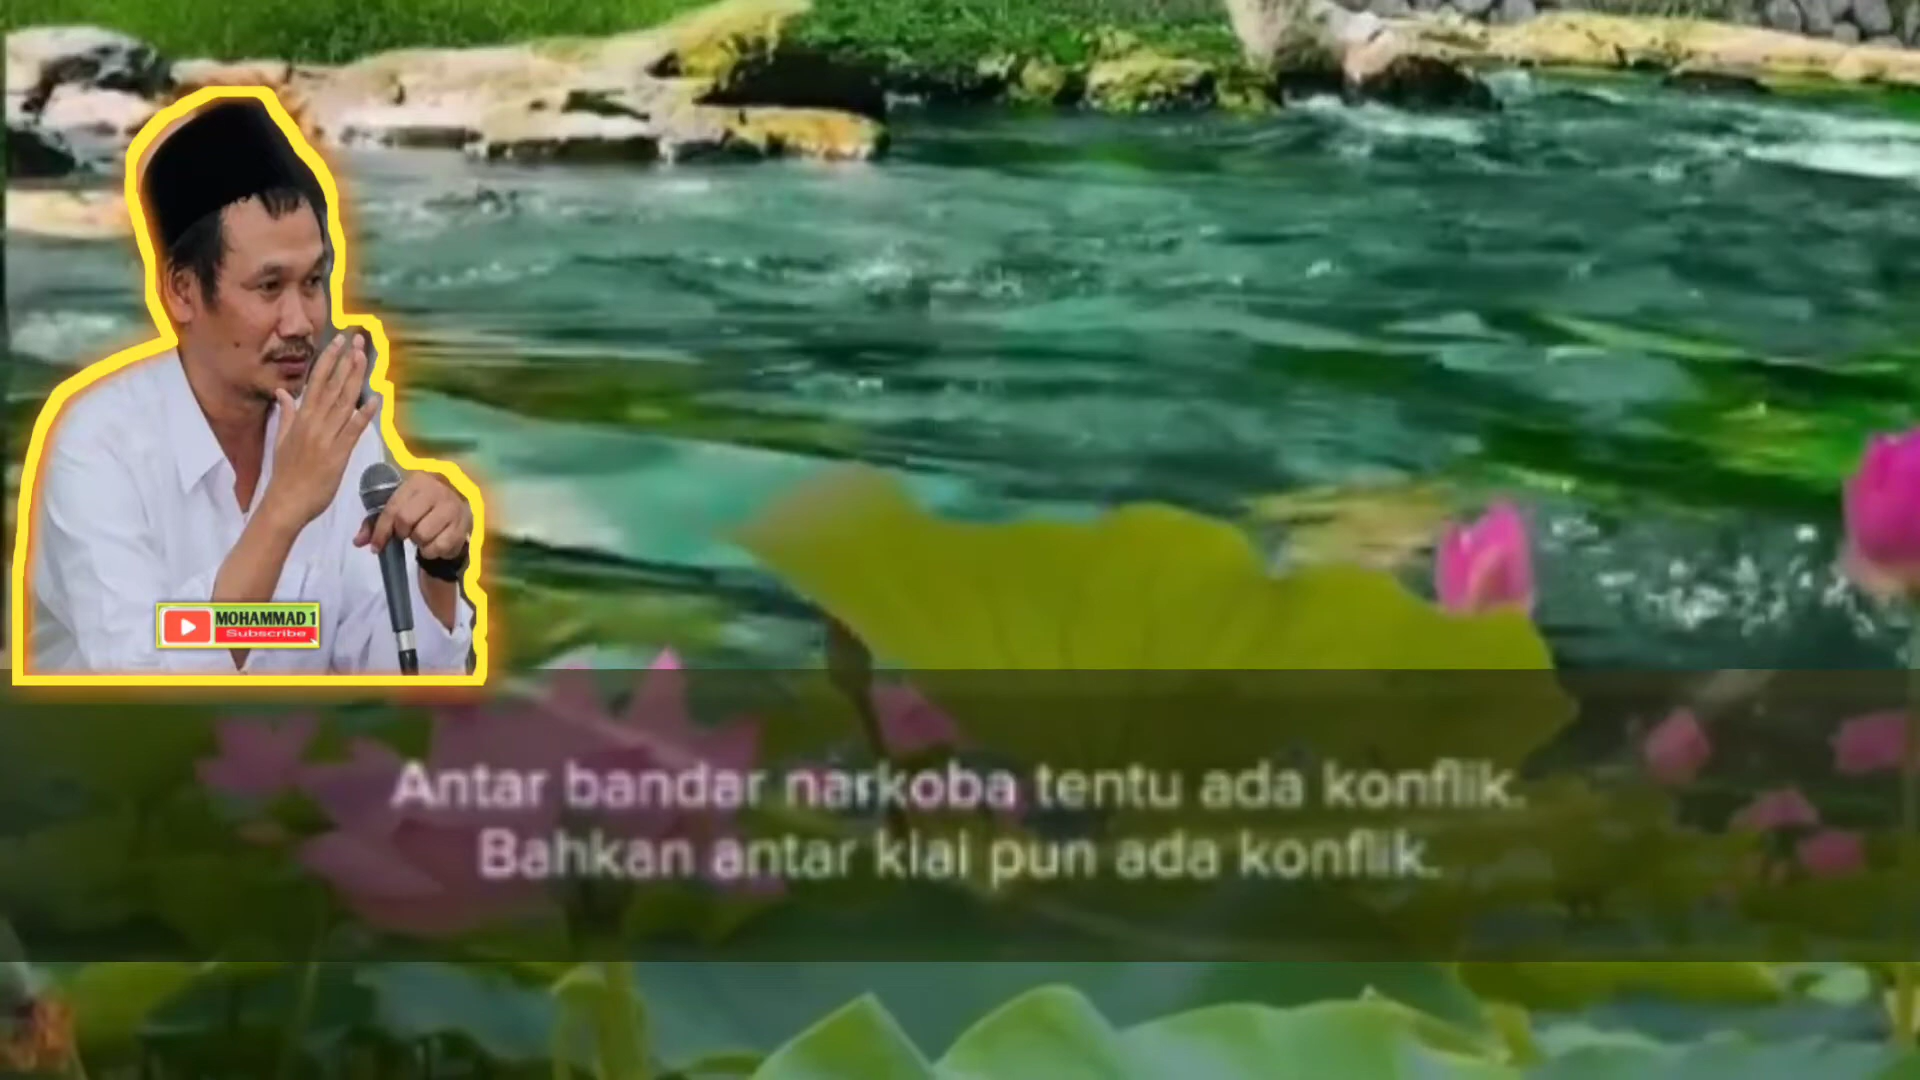 MOHAMMAD 1
Subscribe
Antar bandar narkoba tentu ada konflik.
Bahkan antar kiai pun ada konflik.